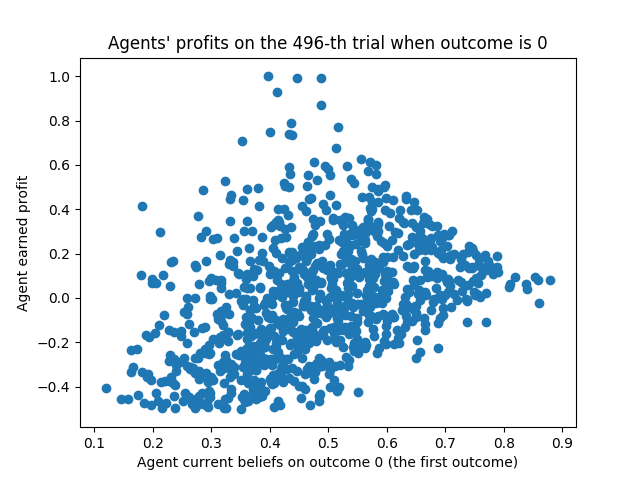 Agents' profits on the 496-th trial when outcome is 0
1.0
0.8
0.6
0.4
0.2
0.0
−0.2
−0.4
Agent earned profit
0.1 0.2 0.3 0.4 0.5 0.6 0.7 0.8 0.9
Agent current beliefs on outcome 0 (the first outcome)